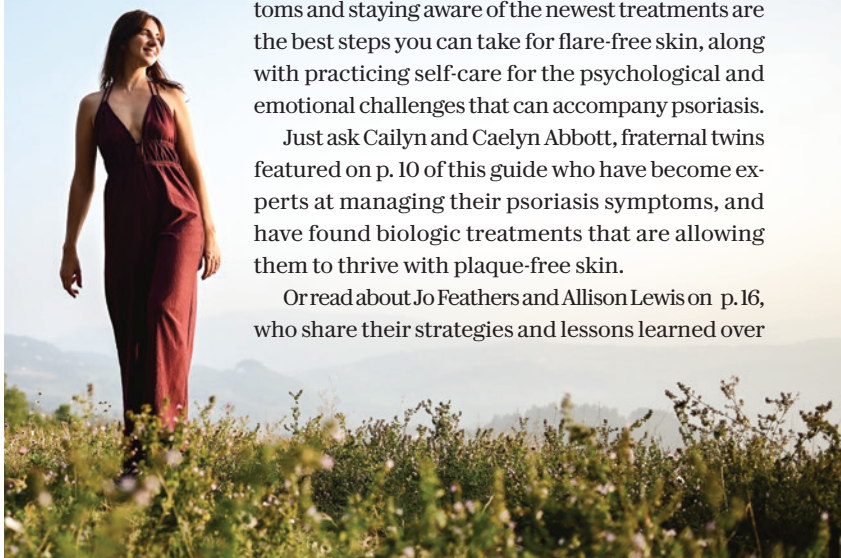 toms and staying aware of the newest treatments are
the best steps you can take for flare-free skin, along
with practicing self-care for the psychological and
emotional challenges that can accompany psoriasis.
Just ask Cailyn and Caelyn Abbott, fraternal twins
featured on p. 10 of this guide who have become ex-
perts at managing their psoriasis symptoms, and
have found biologic treatments that are allowing
them to thrive with plaque-free skin.
Or read about Jo Feathers and Allison Lewis on p. 16,
who share their strategies and lessons learned over